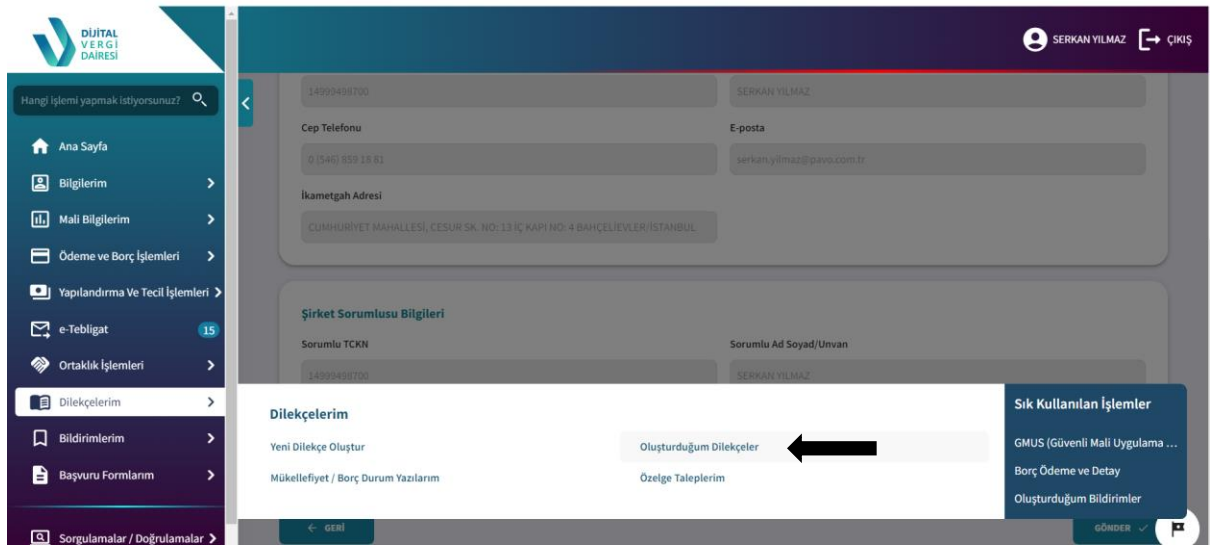 DİJİTAL
VERGİ
DAİRESİ
SERKAN YILMAZ
ÇIKIŞ
Hangi işlemi yapmak istiyorsunuz?
Ana Sayfa
Bilgilerim
Mali Bilgilerim
Ödeme ve Borç İşlemleri
Yapılandırma Ve Tecil İşlemleri
e-Tebligat 15
Ortaklık İşlemleri
Dilekçelerim
Bildirimlerim
Başvuru Formlarım
Sorgulamalar / Doğrulamalar
14999498700 SERKAN YILMAZ
Cep Telefonu E-posta
0 (546) 859 18 81 serkan.yilmaz@pavo.com.tr
İkametgah Adresi
CUMHURİYET MAHALLESİ, CESUR SK. NO: 13 İÇ KAPI NO: 4 BAHÇELİEVLER/İSTANBUL
Şirket Sorumlusu Bilgileri
Sorumlu TCKN Sorumlu Ad Soyad/Unvan
14999498700 SERKAN YILMAZ
Dilekçelerim
Yeni Dilekçe Oluştur Oluşturduğum Dilekçeler
Mükellefiyet / Borç Durum Yazılarım Özelge Taleplerim
Sık Kullanılan İşlemler
GMUS (Güvenli Mali Uygulama ...
Borç Ödeme ve Detay
Oluşturduğum Bildirimler
GERİ GÖNDER